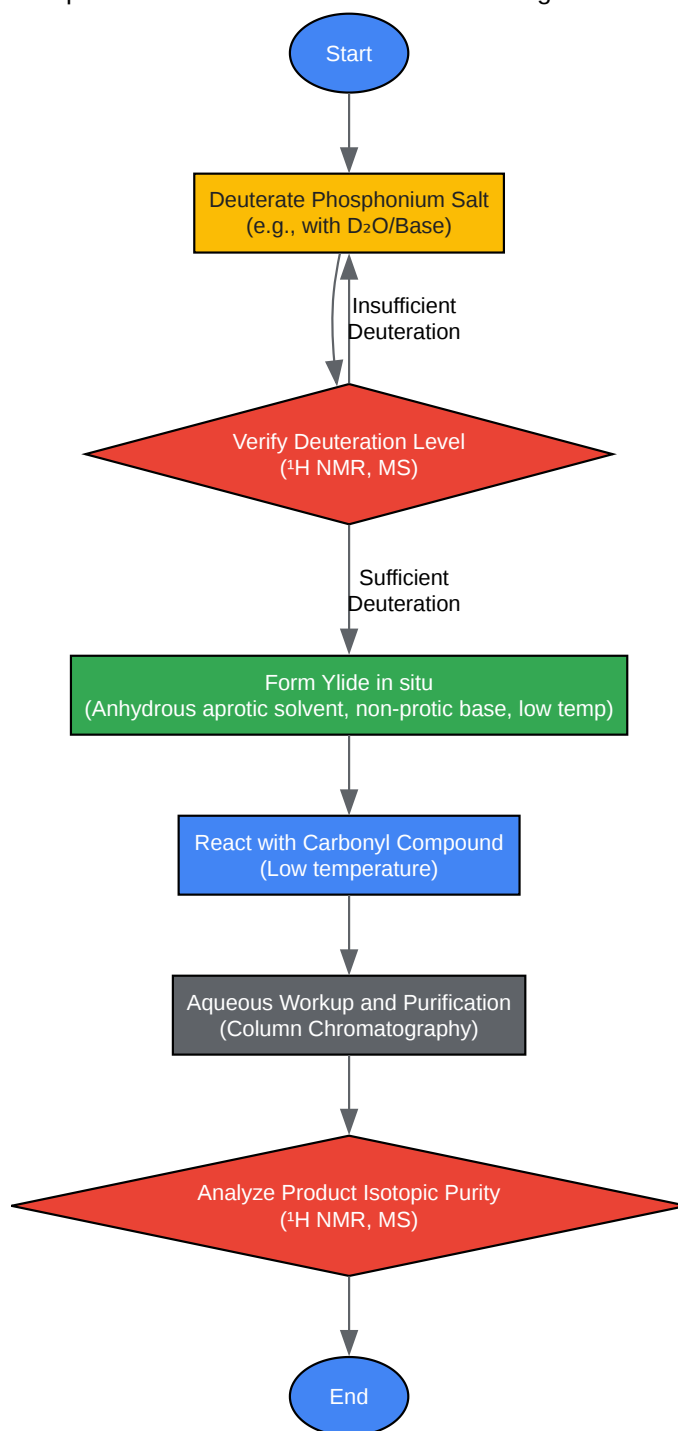 Start
Deuterate Phosphonium Salt
(e.g., with D₂O/Base)
Insufficient
Deuteration
Verify Deuteration Level
(¹H NMR, MS)
Sufficient
Deuteration
Form Ylide in situ
(Anhydrous aprotic solvent, non-protic base, low temp)
React with Carbonyl Compound
(Low temperature)
Aqueous Workup and Purification
(Column Chromatography)
Analyze Product Isotopic Purity
(¹H NMR, MS)
End